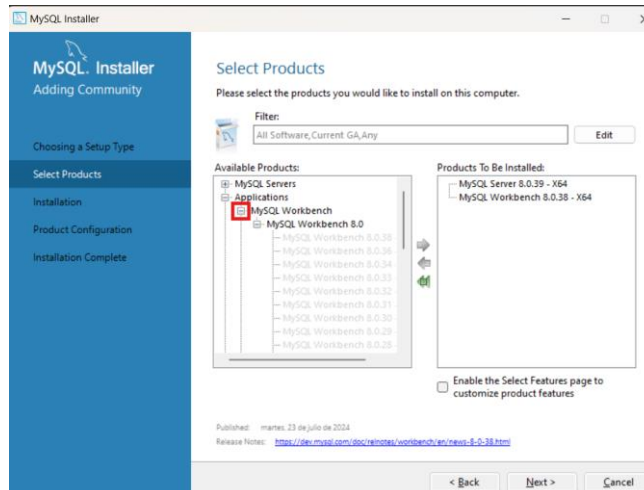 MySQL Installer
MySQL. Installer
Adding Community
Choosing a Setup Type
Select Products
Installation
Product Configuration
Installation Complete
Select Products
Please select the products you would like to install on this computer.
Filter:
All Software,Current GA,Any
Edit
Available Products:
MySQL Servers
Applications
MySQL Workbench
MySQL Workbench 8.0
MySQL Workbench 8.0.38
MySQL Workbench 8.0.36
MySQL Workbench 8.0.34
MySQL Workbench 8.0.33
MySQL Workbench 8.0.32
MySQL Workbench 8.0.31
MySQL Workbench 8.0.30
MySQL Workbench 8.0.29
MySQL Workbench 8.0.28
Products To Be Installed:
MySQL Server 8.0.39 - X64
MySQL Workbench 8.0.38 - X64
Enable the Select Features page to
customize product features
Published: martes, 23 de julio de 2024
Release Notes: https://dev.mysql.com/doc/relnotes/workbench/en/news-8-0-38.html
< Back
Next >
Cancel